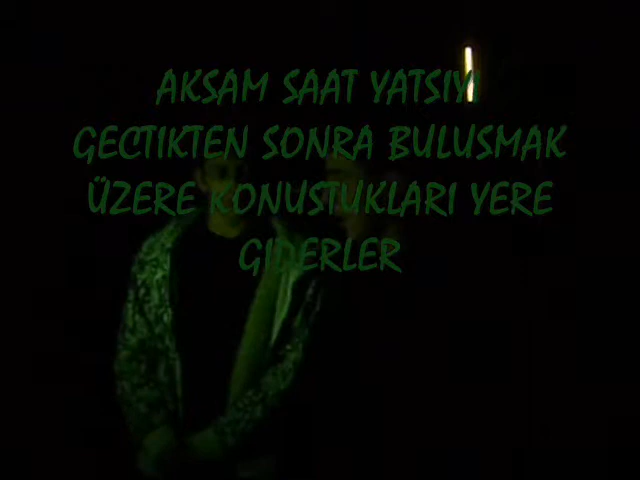 AKSAM SAAT YATSIYI
GECTIKTEN SONRA BULUSMAK
ÜZERE KONUSTUKLARI YERE
GIDERLER